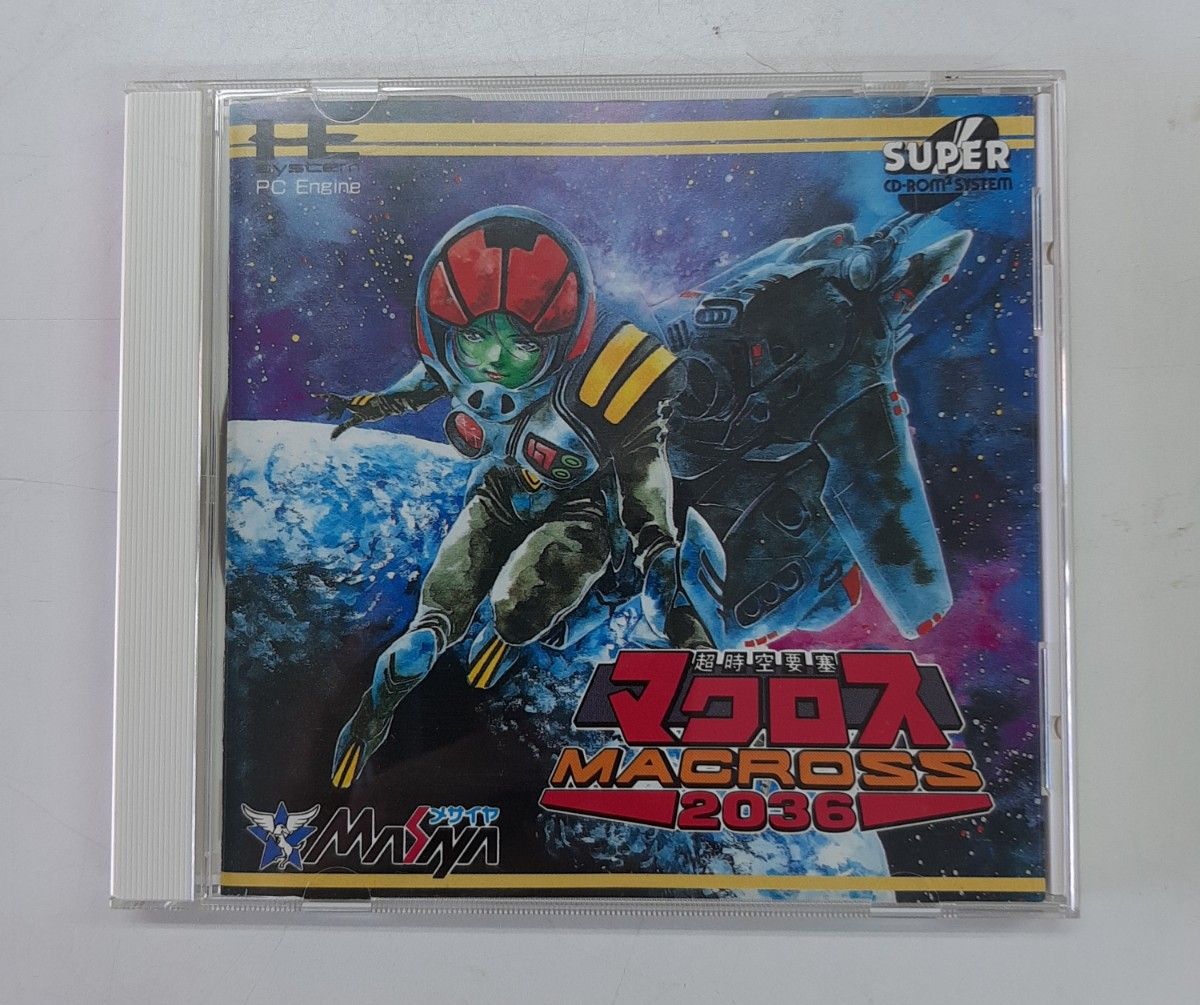 system
PC Engine
SUPER
CD-ROM² SYSTEM
超時空要塞
マクロス
MACROSS
2036
メサイヤ
MASAYA